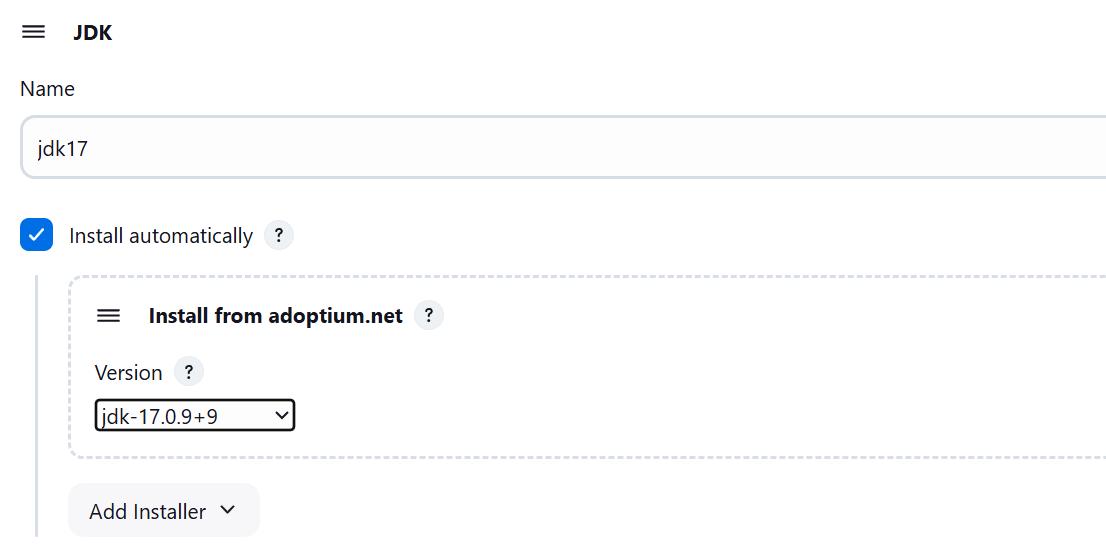 JDK
Name
jdk17
Install automatically ?
Install from adoptium.net ?
Version ?
jdk-17.0.9+9
Add Installer